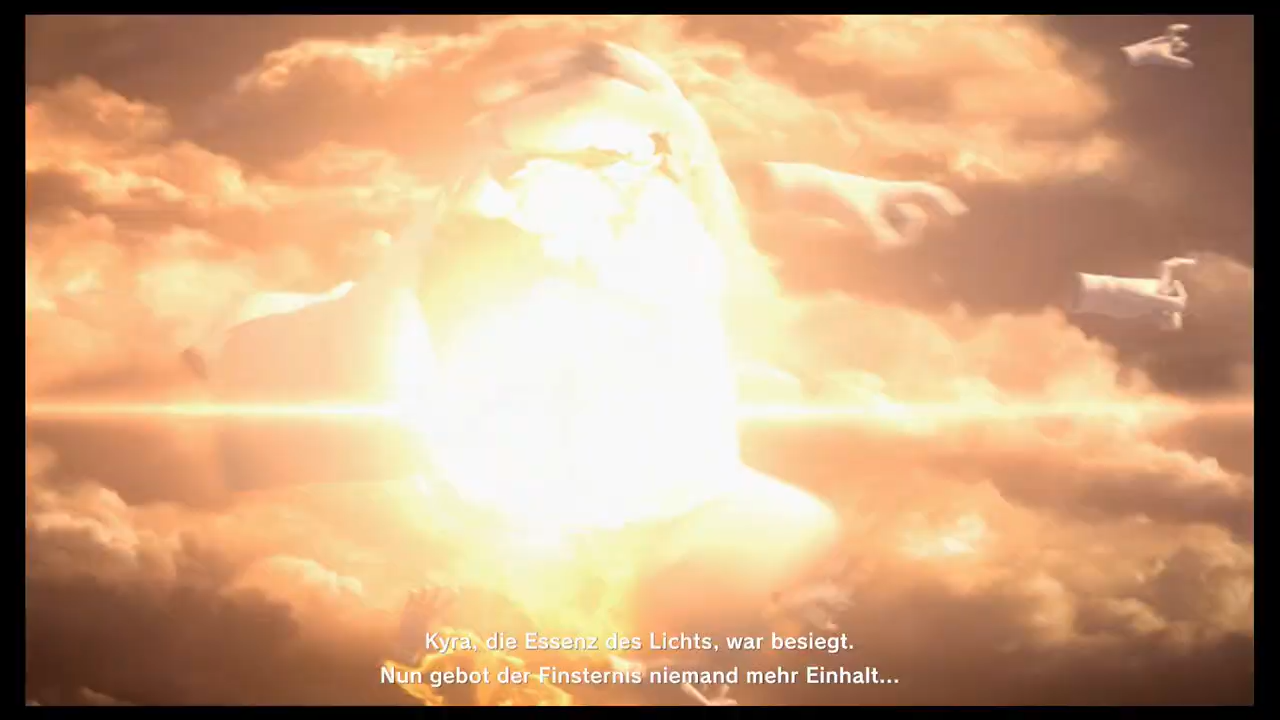 Kyra, die Essenz des Lichts, war besiegt.
Nun gebot der Finsternis niemand mehr Einhalt...